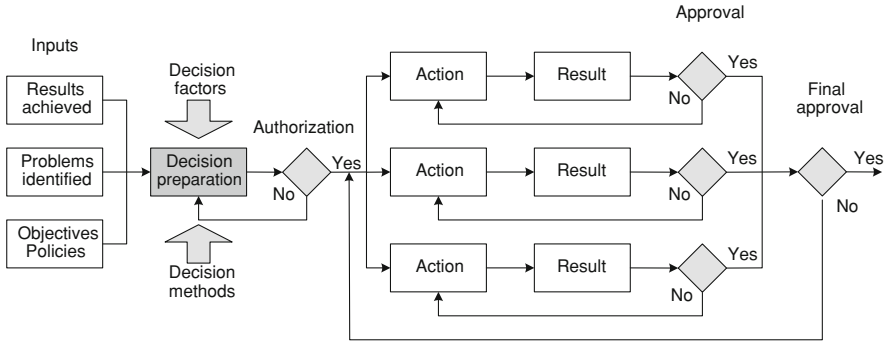 Inputs
Results
achieved
Problems
identified
Objectives
Policies
Decision
factors
Decision
preparation
Decision
methods
Authorization
Yes
No
Approval
Action
Result
Yes
No
Action
Result
Yes
No
Action
Result
Yes
No
Final
approval
Yes
No